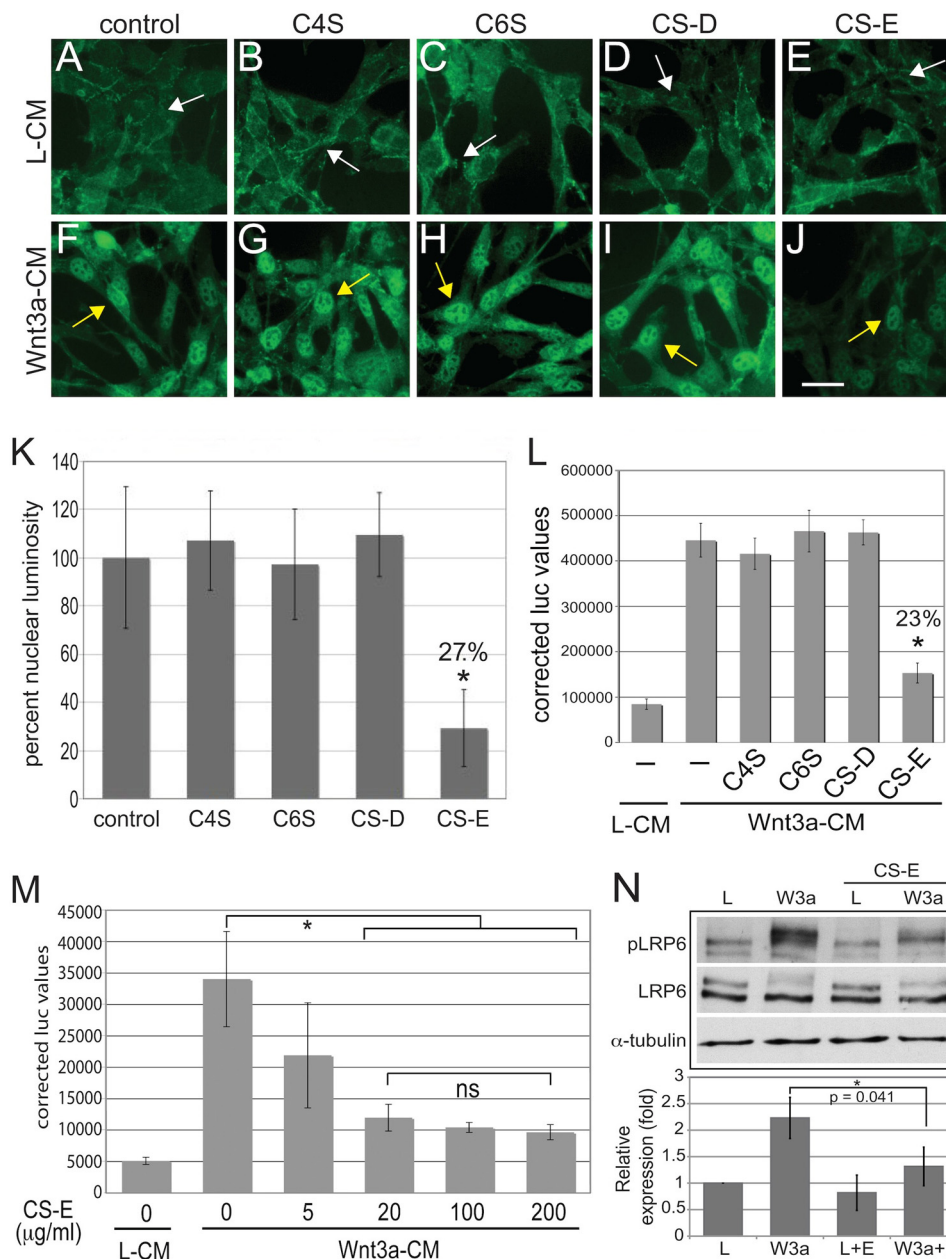 control C4S C6S CS-D CS-E
L-CM
A B C D E
Wnt3a-CM
F G H I J
K
percent nuclear luminosity
140
120
100
80
60
40
20
0
27.%
*
control C4S C6S CS-D CS-E
L
corrected luc values
600000
500000
400000
300000
200000
100000
0
23%
*
– – C4S C6S CS-D CS-E
L-CM Wnt3a-CM
M
corrected luc values
45000
40000
35000
30000
25000
20000
15000
10000
5000
0
*
ns
CS-E 0 0 5 20 100 200
(μg/ml)
L-CM Wnt3a-CM
N
CS-E
L W3a L W3a
pLRP6
LRP6
α-tubulin
Relative
expression (fold)
3
2.5
2
1.5
1
0.5
0
*
p = 0.041
L W3a L+E W3a+